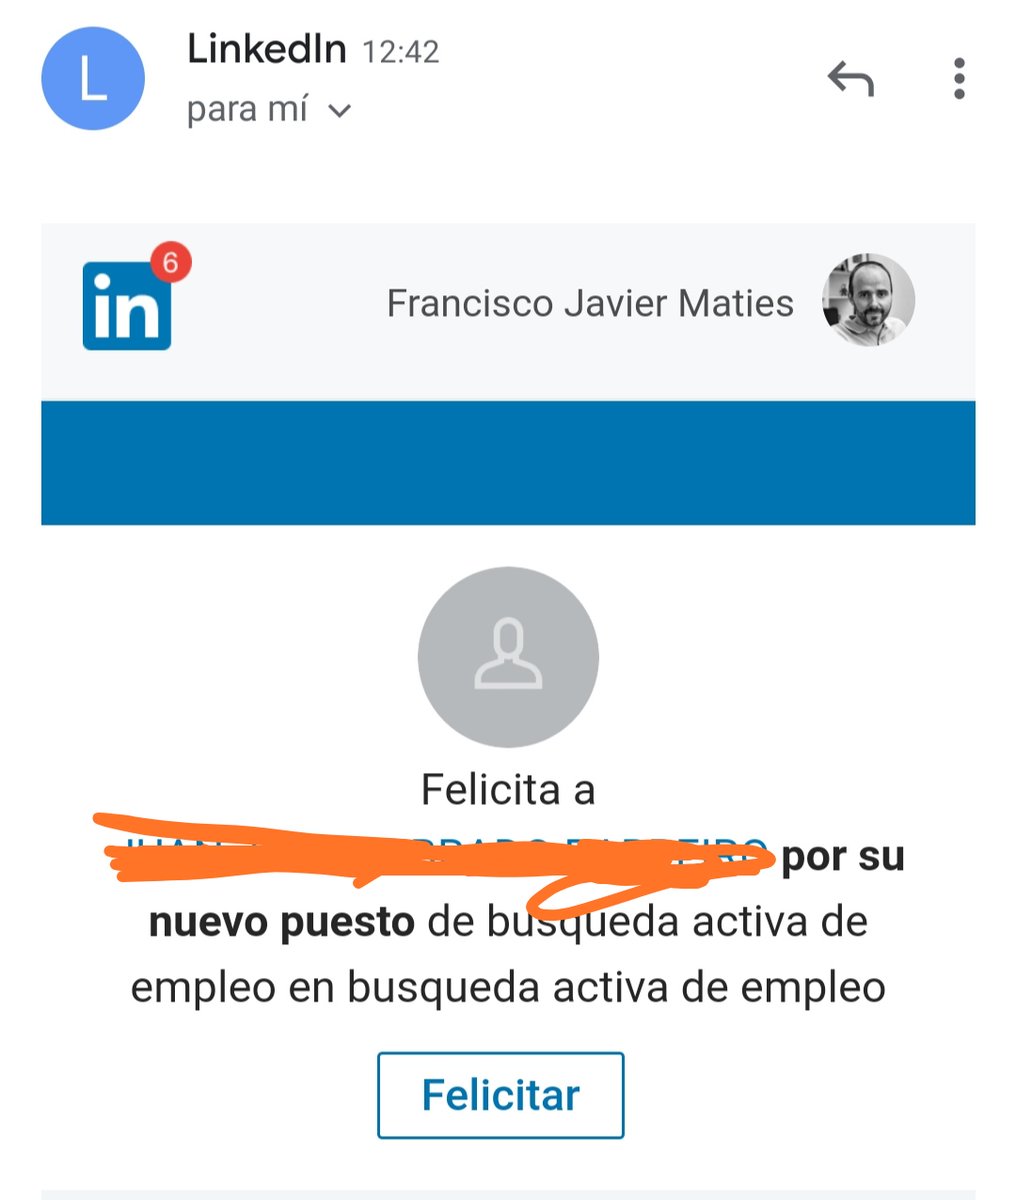 L
LinkedIn 12:42
para mí
in 6
Francisco Javier Maties
Felicita a
por su
nuevo puesto de busqueda activa de
empleo en busqueda activa de empleo
Felicitar